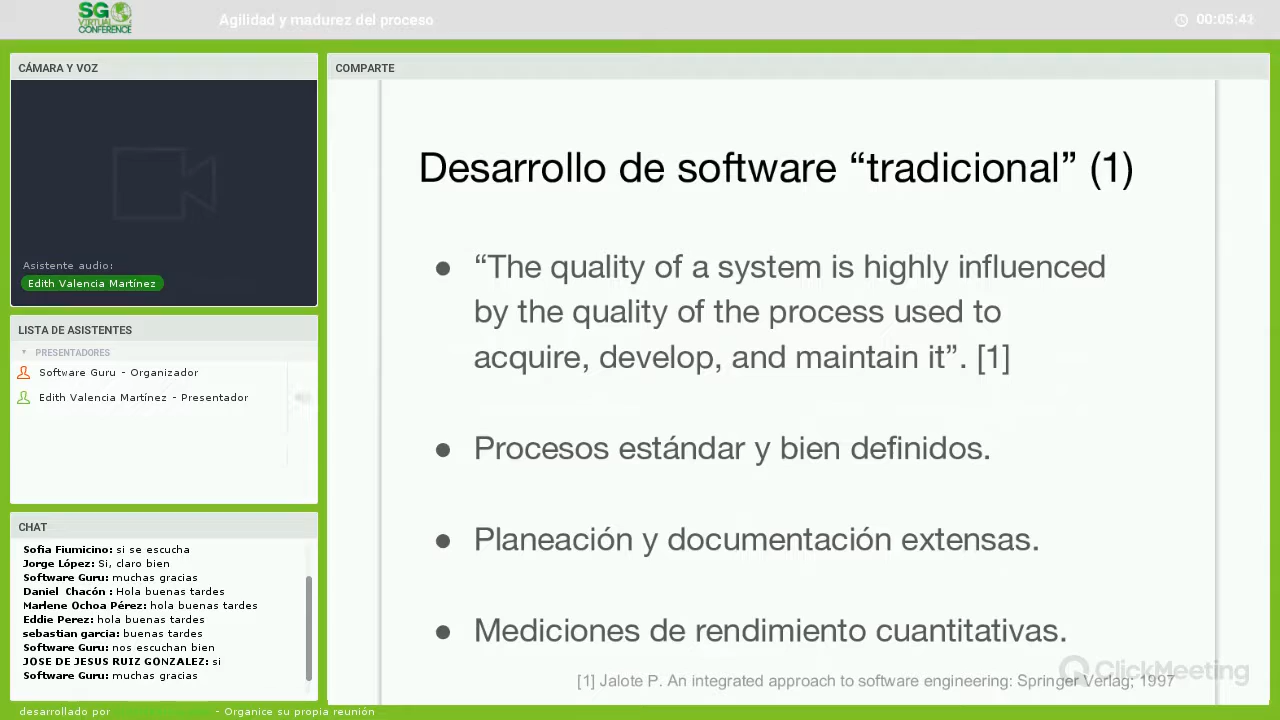 SG
VIRTUAL
CONFERENCE
Agilidad y madurez del proceso
CÁMARA Y VOZ
Asistente audio:
Edith Valencia Martínez
LISTA DE ASISTENTES
PRESENTADORES
Software Guru - Organizador
Edith Valencia Martínez - Presentador
CHAT
Sofia Fiumicino: si se escucha
Jorge López: Si, claro bien
Software Guru: muchas gracias
Daniel Chacón : Hola buenas tardes
Marlene Ochoa Pérez: hola buenas tardes
Eddie Perez: hola buenas tardes
sebastian garcia: buenas tardes
Software Guru: nos escuchan bien
JOSE DE JESUS RUIZ GONZALEZ: si
Software Guru: muchas gracias
desarrollado por - Organice su propia reunión
COMPARTE
Desarrollo de software “tradicional” (1)
● “The quality of a system is highly influenced
by the quality of the process used to
acquire, develop, and maintain it”. [1]
● Procesos estándar y bien definidos.
● Planeación y documentación extensas.
● Mediciones de rendimiento cuantitativas.
[1] Jalote P. An integrated approach to software engineering: Springer Verlag; 1997
ClickMeeting